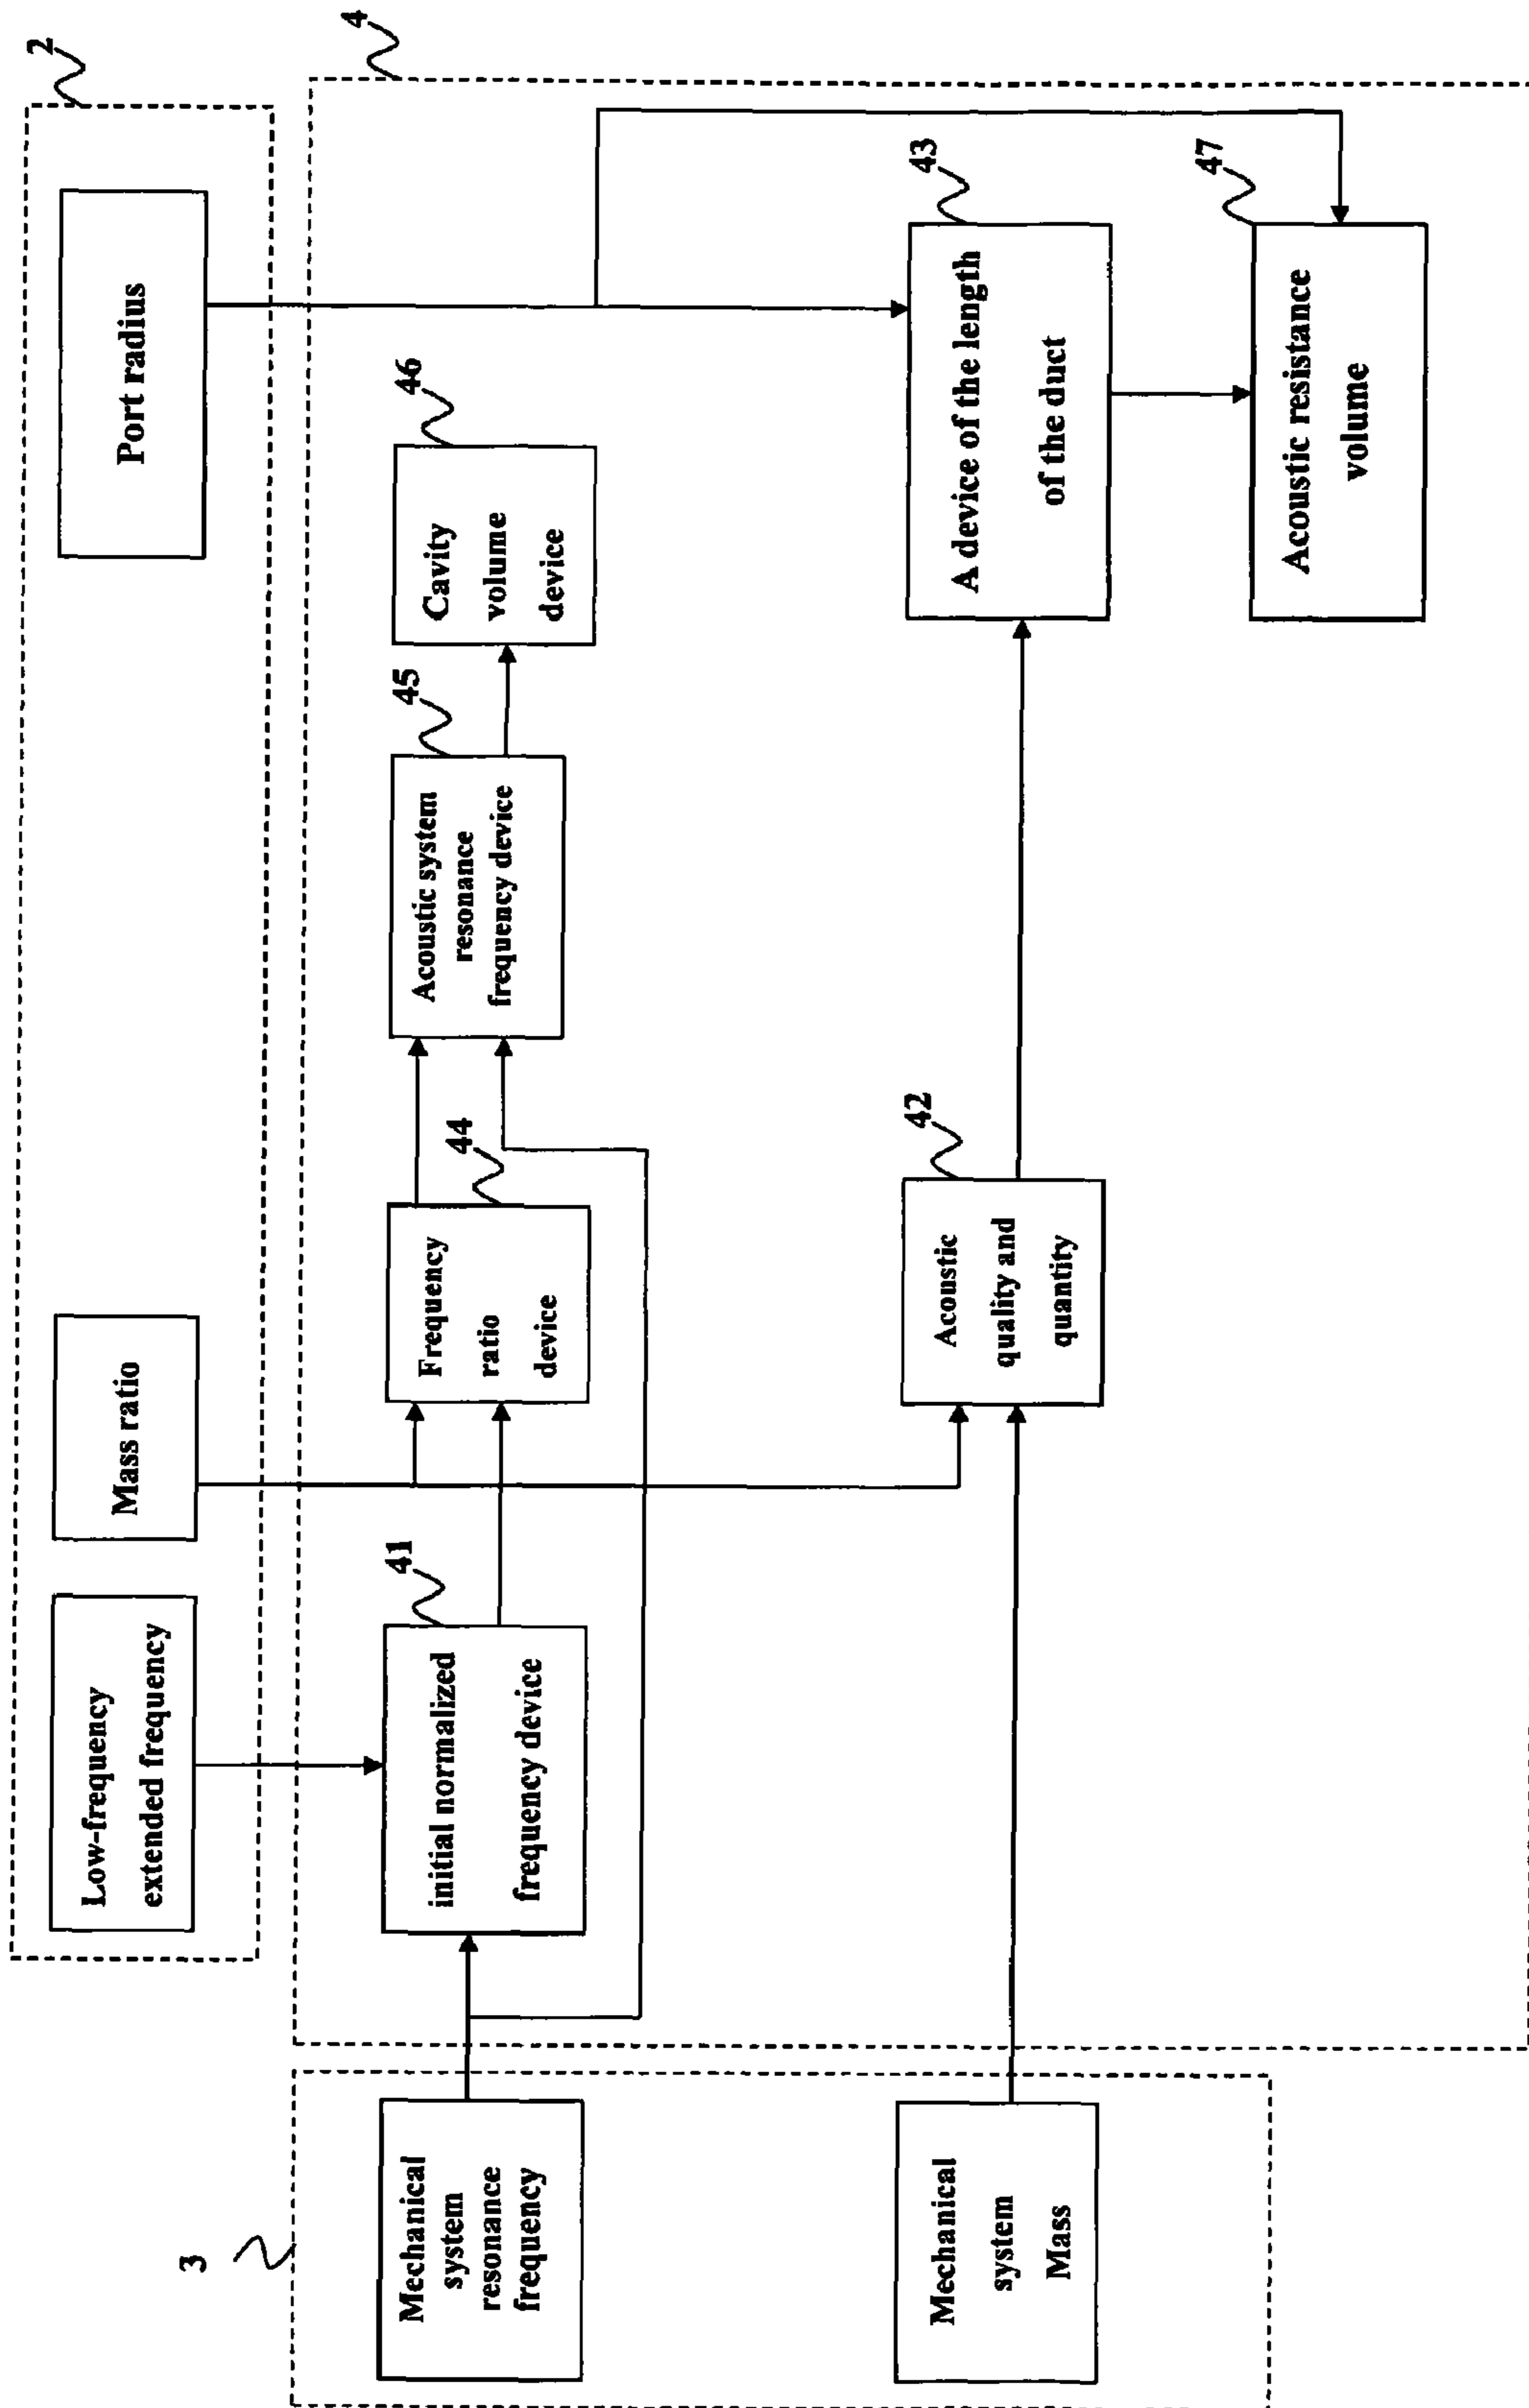 2
Low-frequency
extended frequency
Mass ratio
Port radius
4
3
Mechanical
system
resonance
frequency
41
initial normalized
frequency device
44
Frequency
ratio
device
45
Acoustic system
resonance
frequency device
46
Cavity
volume
device
Mechanical
system
Mass
42
Acoustic
quality and
quantity
43
A device of the length
of the duct
47
Acoustic resistance
volume